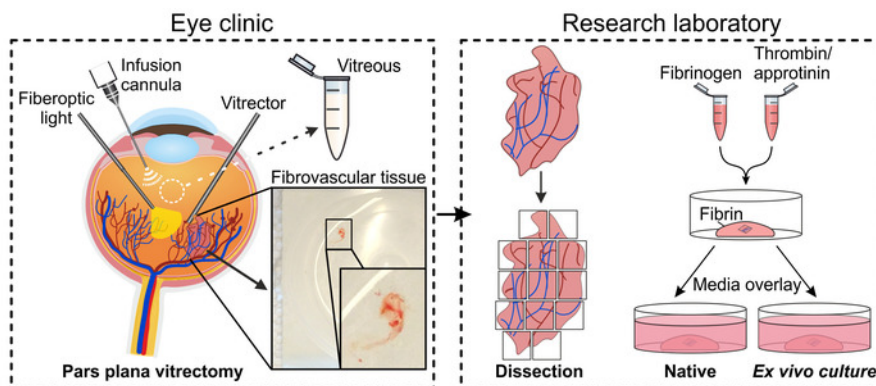 Eye clinic
Infusion
cannula
Fiberoptic
light
Vitreous
Vitrector
Fibrovascular tissue
Pars plana vitrectomy
Research laboratory
Fibrinogen
Thrombin/
approtinin
Fibrin
Media overlay
Dissection
Native
Ex vivo culture